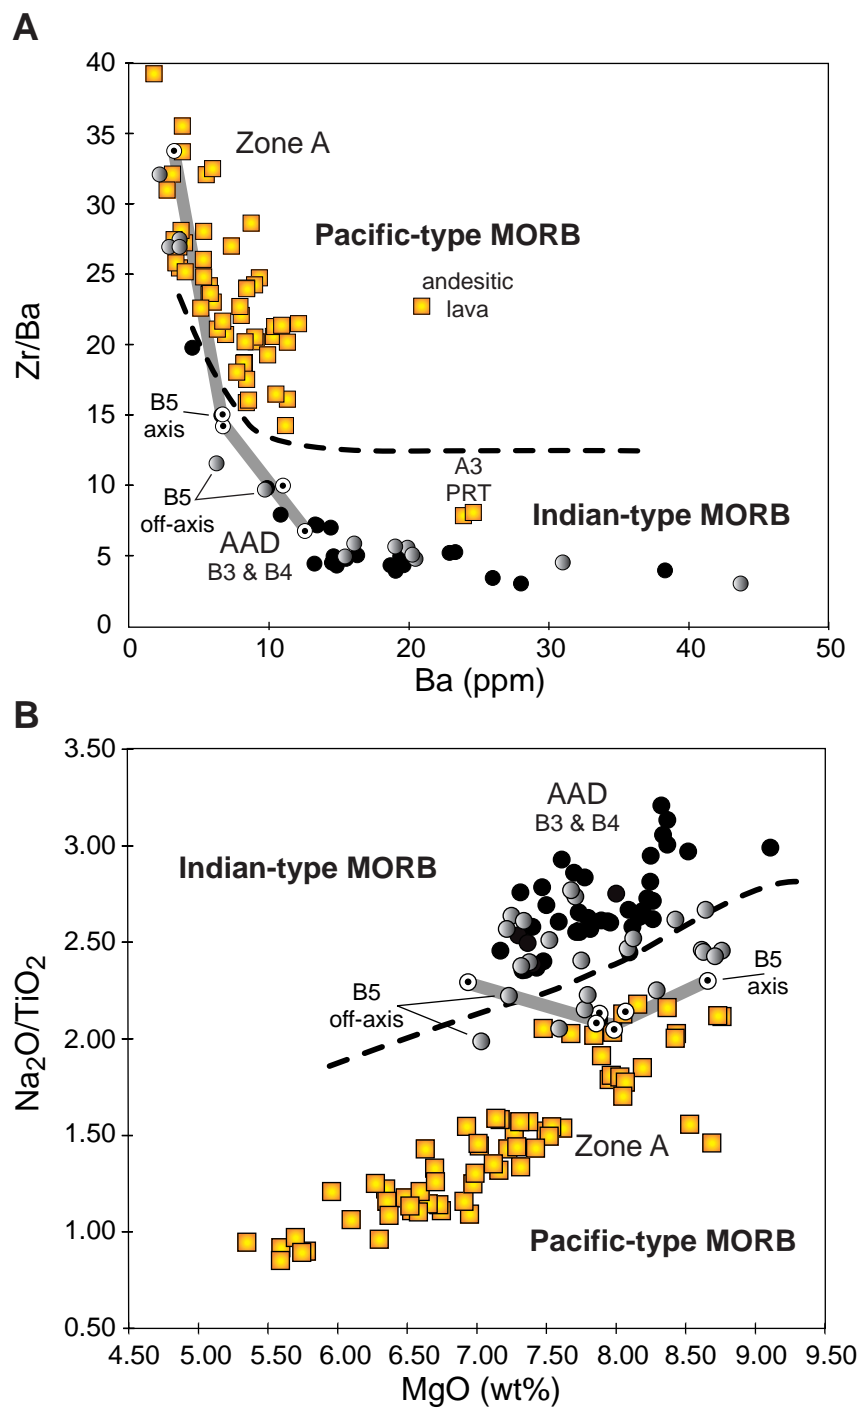 A
40
35
30
25
20
15
10
5
0
Zr/Ba
Zone A
Pacific-type MORB
andesitic
lava
B5
axis
B5
off-axis
AAD
B3 & B4
A3
PRT
Indian-type MORB
0
10
20
30
40
50
Ba (ppm)
B
3.50
3.00
2.50
2.00
1.50
1.00
0.50
Na2O/TiO2
AAD
B3 & B4
Indian-type MORB
B5
axis
B5
off-axis
Zone A
Pacific-type MORB
4.50
5.00
5.50
6.00
6.50
7.00
7.50
8.00
8.50
9.00
9.50
MgO (wt%)